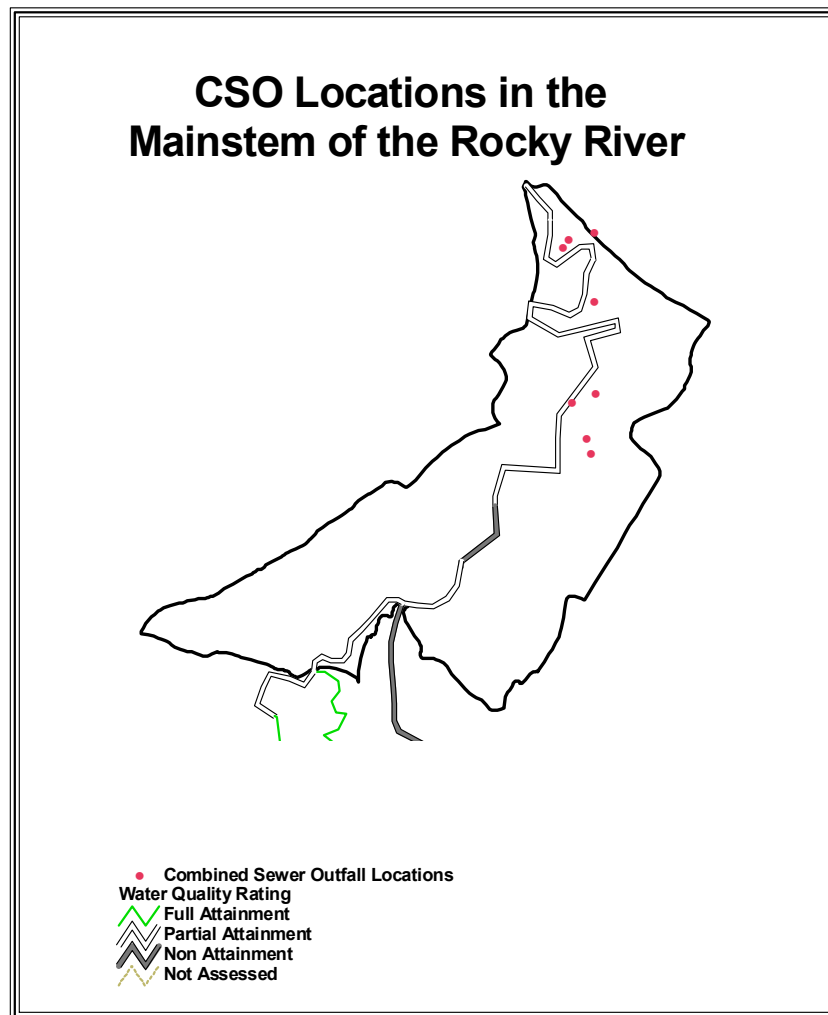 CSO Locations in the
Mainstem of the Rocky River
Combined Sewer Outfall Locations
Water Quality Rating
Full Attainment
Partial Attainment
Non Attainment
Not Assessed